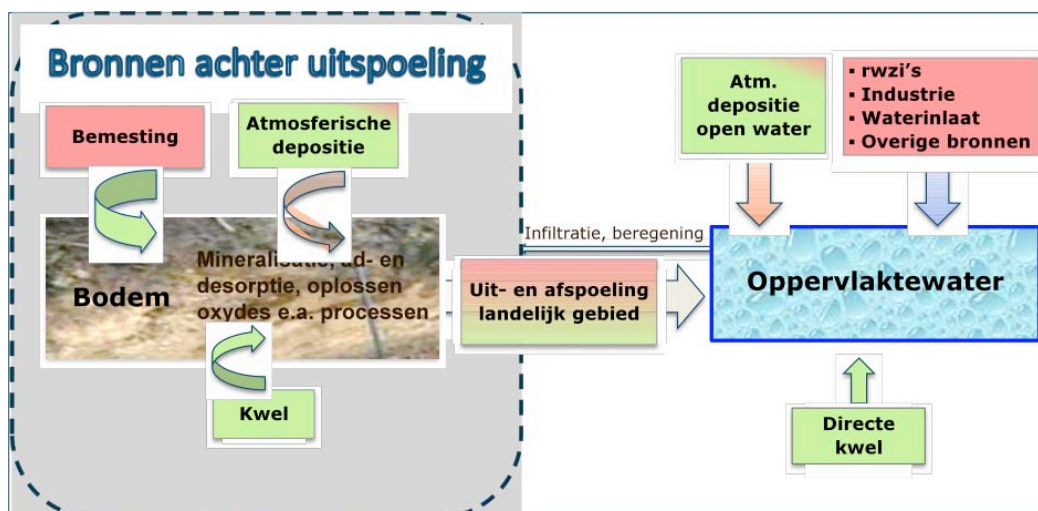 Bronnen achter uitspoeling
Bemesting
Atmosferische
depositie
Bodem
Mineralisatie, ad- en
desorptie, oplossen
oxydes e.a. processen
Kwel
Infiltratie, beregening
Uit- en afspoeling
landelijk gebied
Atm.
depositie
open water
▪ rwzi's
▪ Industrie
▪ Waterinlaat
▪ Overige bronnen
Oppervlaktewater
Directe
kwel